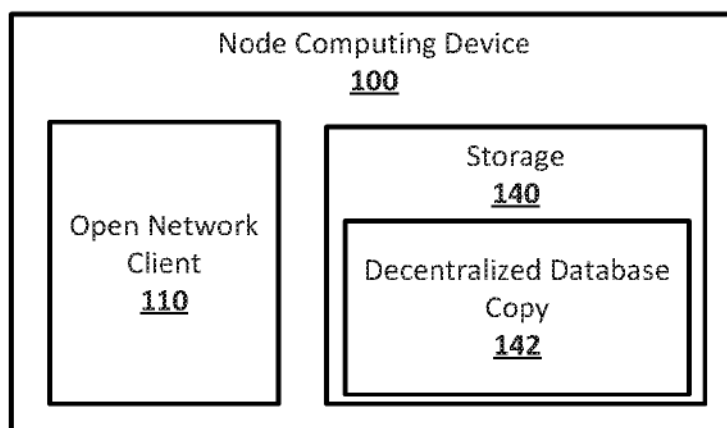 Node Computing Device
100
Open Network
Client
110
Storage
140
Decentralized Database
Copy
142